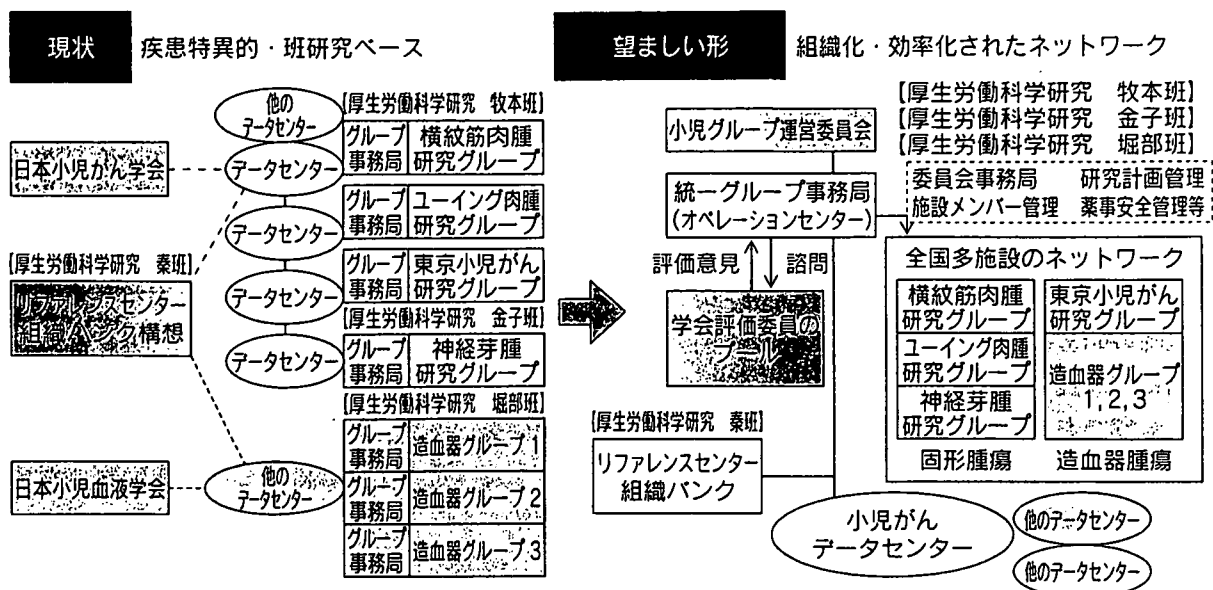 現状
疾患特異的・班研究ベース
他の
データセンター
【厚生労働科学研究 牧本班】
グループ
事務局
横紋筋肉腫
研究グループ
日本小児がん学会
データセンター
グループ
事務局
ユーイング肉腫
研究グループ
データセンター
【厚生労働科学研究 秦班】
リファレンスセンター
組織バンク構想
グループ
事務局
東京小児がん
研究グループ
データセンター
【厚生労働科学研究 金子班】
グループ
事務局
神経芽腫
研究グループ
データセンター
【厚生労働科学研究 堀部班】
グループ
事務局
造血器グループ1
日本小児血液学会
他の
データセンター
グループ
事務局
造血器グループ2
グループ
事務局
造血器グループ3
望ましい形
組織化・効率化されたネットワーク
【厚生労働科学研究 牧本班】
【厚生労働科学研究 金子班】
【厚生労働科学研究 堀部班】
小児グループ運営委員会
委員会事務局 研究計画管理
施設メンバー管理 薬事安全管理等
統一グループ事務局
(オペレーションセンター)
評価意見
諮問
学会評価委員の
プール
全国多施設のネットワーク
横紋筋肉腫
研究グループ
ユーイング肉腫
研究グループ
神経芽腫
研究グループ
固形腫瘍
東京小児がん
研究グループ
造血器グループ
1, 2, 3
造血器腫瘍
【厚生労働科学研究 秦班】
リファレンスセンター
組織バンク
小児がん
データセンター
他のデータセンター
他のデータセンター